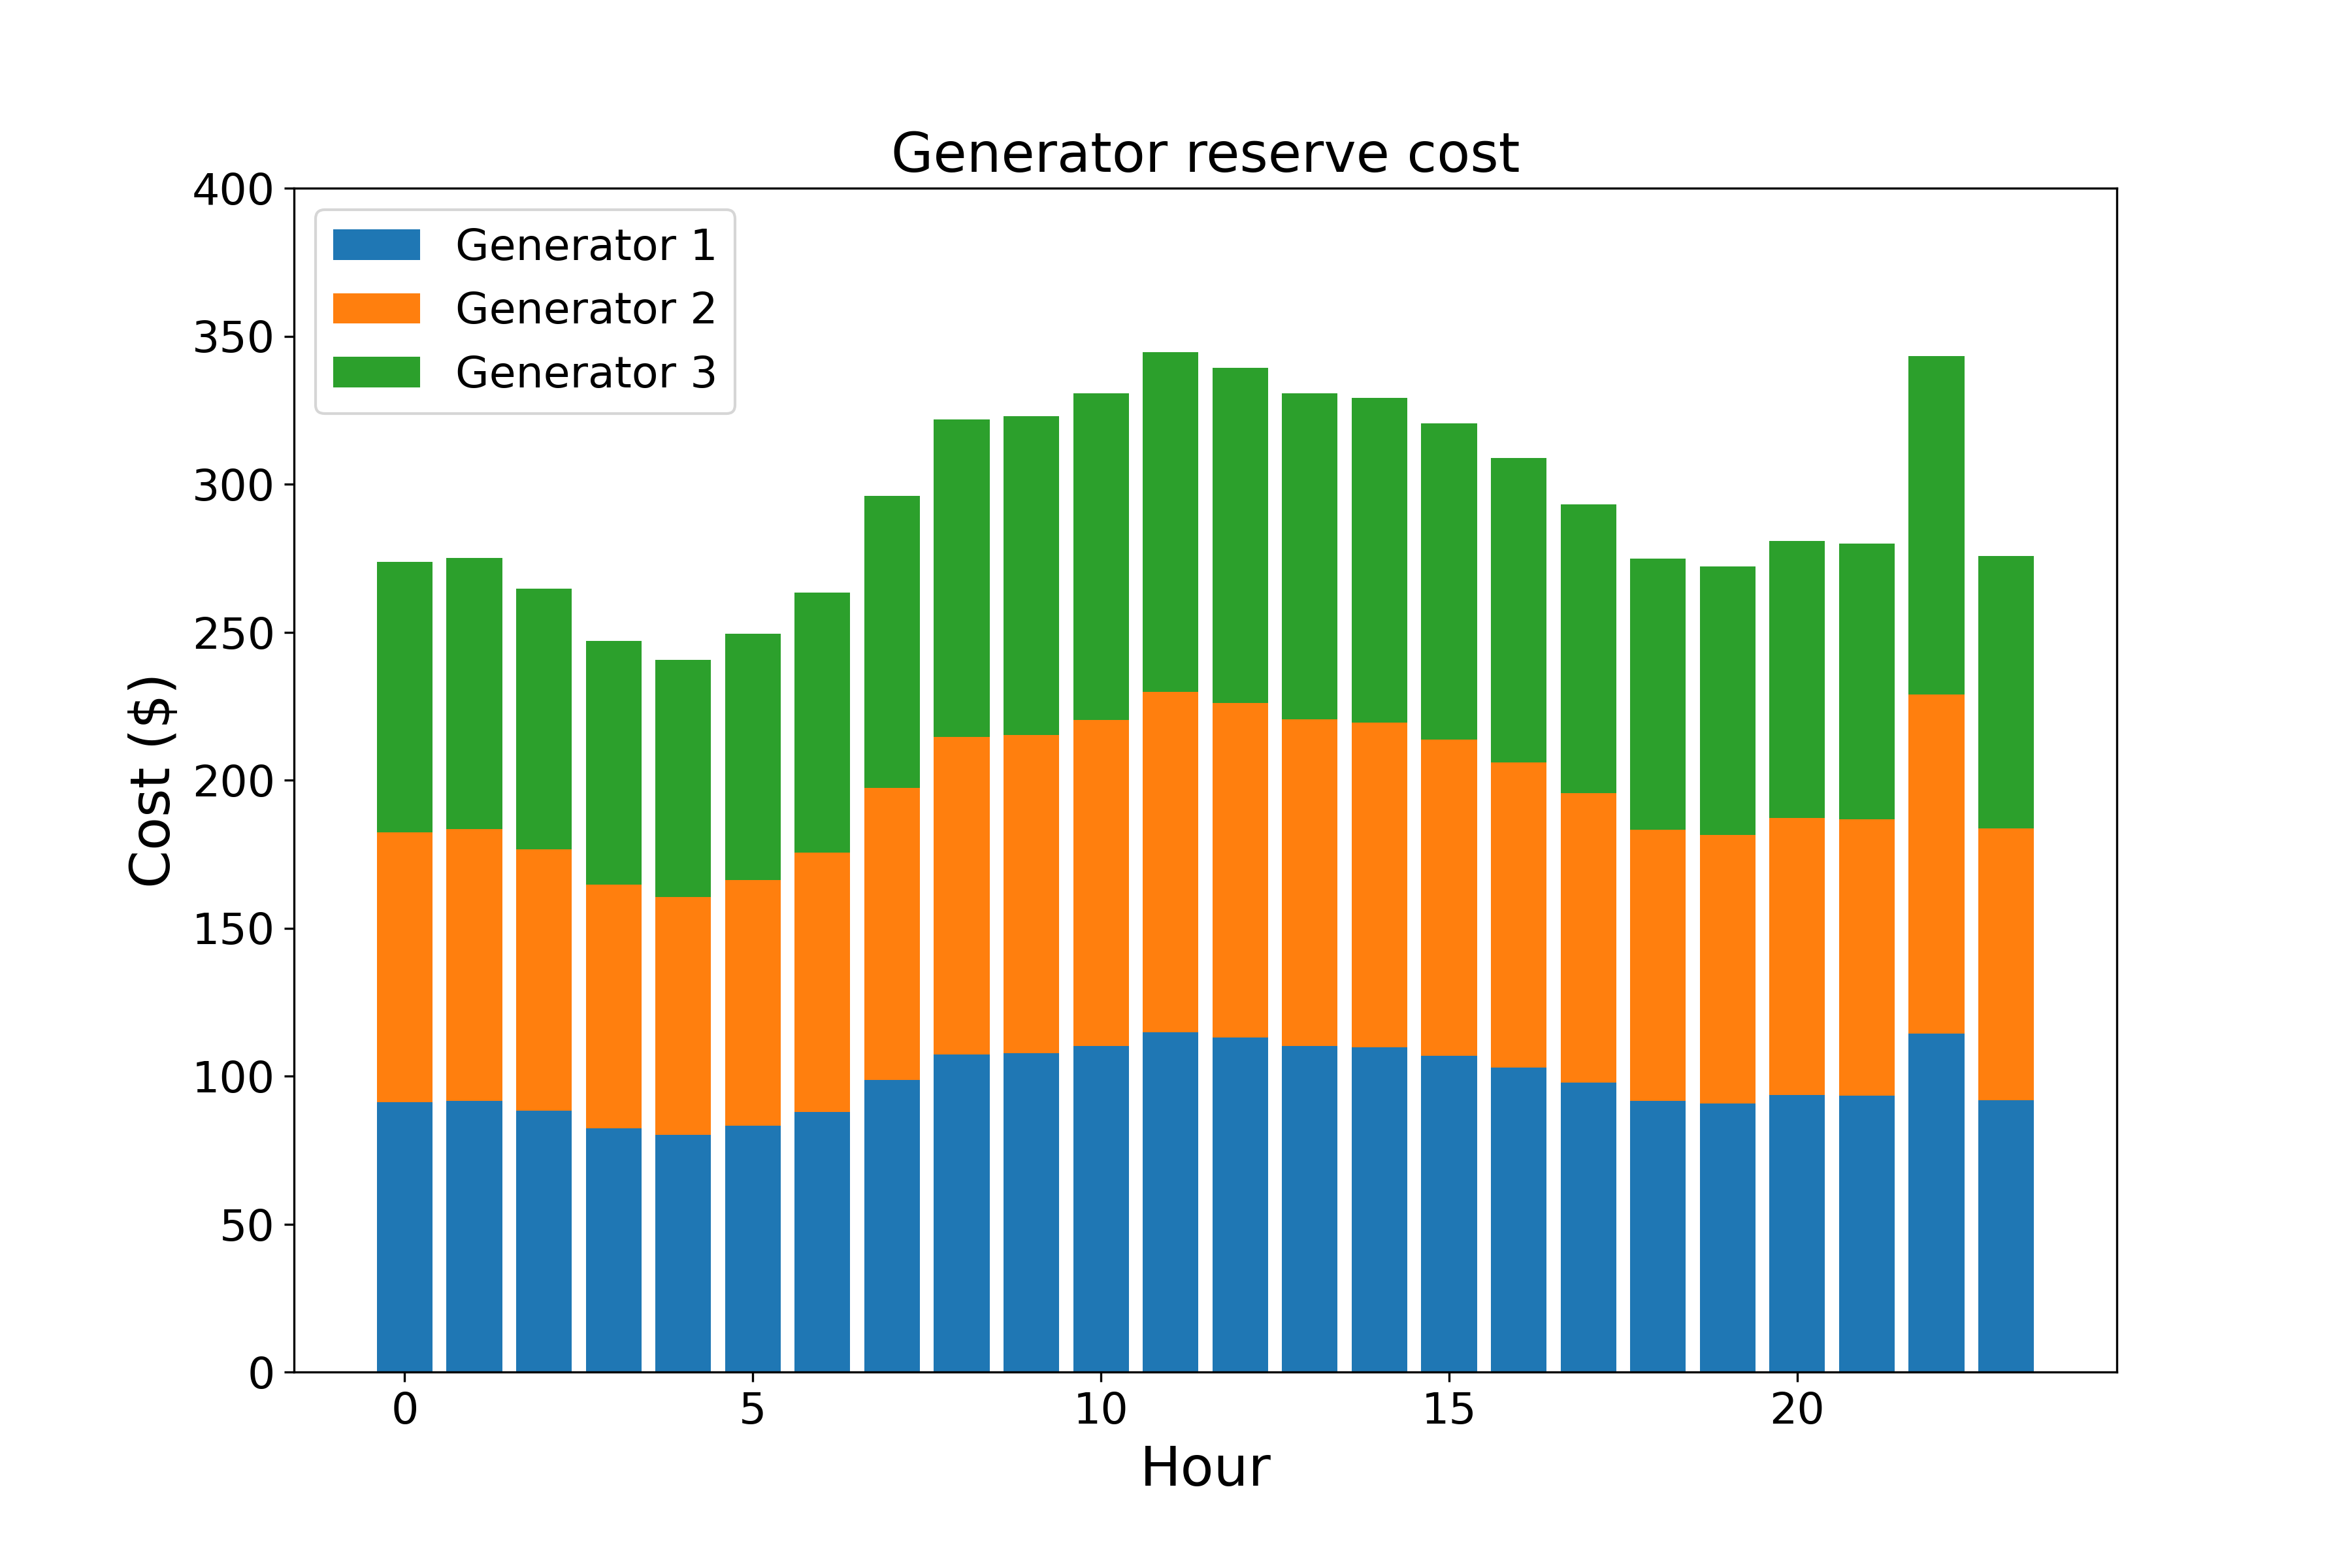 Generator reserve cost
400
350
300
250
200
150
100
50
0
Cost ($)
Generator 1
Generator 2
Generator 3
0 5 10 15 20
Hour